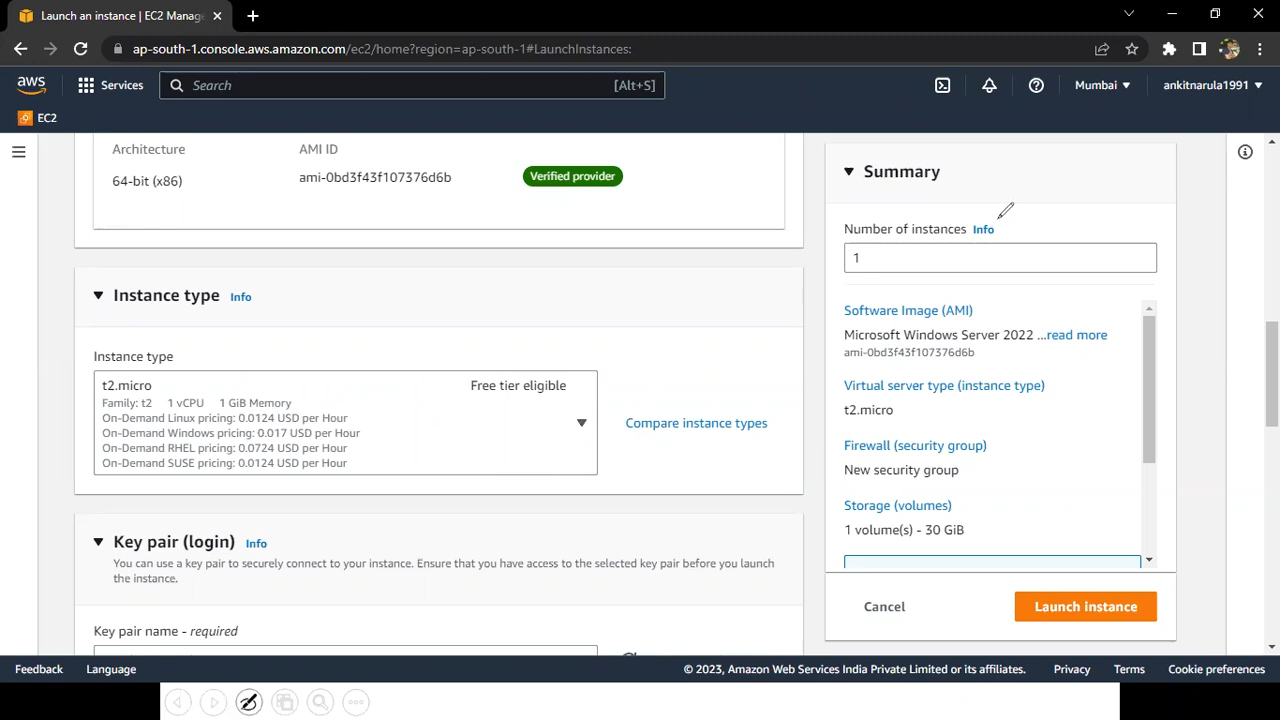 Launch an instance | EC2 Manag
ap-south-1.console.aws.amazon.com/ec2/home?region=ap-south-1#LaunchInstances:
aws
Services
Search
[Alt+S]
Mumbai
ankitnarula1991
EC2
Architecture
AMI ID
64-bit (x86)
ami-0bd3f43f107376d6b
Verified provider
Instance type Info
Instance type
t2.micro
Free tier eligible
Family: t2 1 vCPU 1 GiB Memory
On-Demand Linux pricing: 0.0124 USD per Hour
On-Demand Windows pricing: 0.017 USD per Hour
On-Demand RHEL pricing: 0.0724 USD per Hour
On-Demand SUSE pricing: 0.0124 USD per Hour
Compare instance types
Key pair (login) Info
You can use a key pair to securely connect to your instance. Ensure that you have access to the selected key pair before you launch
the instance.
Key pair name - required
Summary
Number of instances Info
1
Software Image (AMI)
Microsoft Windows Server 2022 ...read more
ami-0bd3f43f107376d6b
Virtual server type (instance type)
t2.micro
Firewall (security group)
New security group
Storage (volumes)
1 volume(s) - 30 GiB
Cancel
Launch instance
Feedback
Language
© 2023, Amazon Web Services India Private Limited or its affiliates.
Privacy
Terms
Cookie preferences